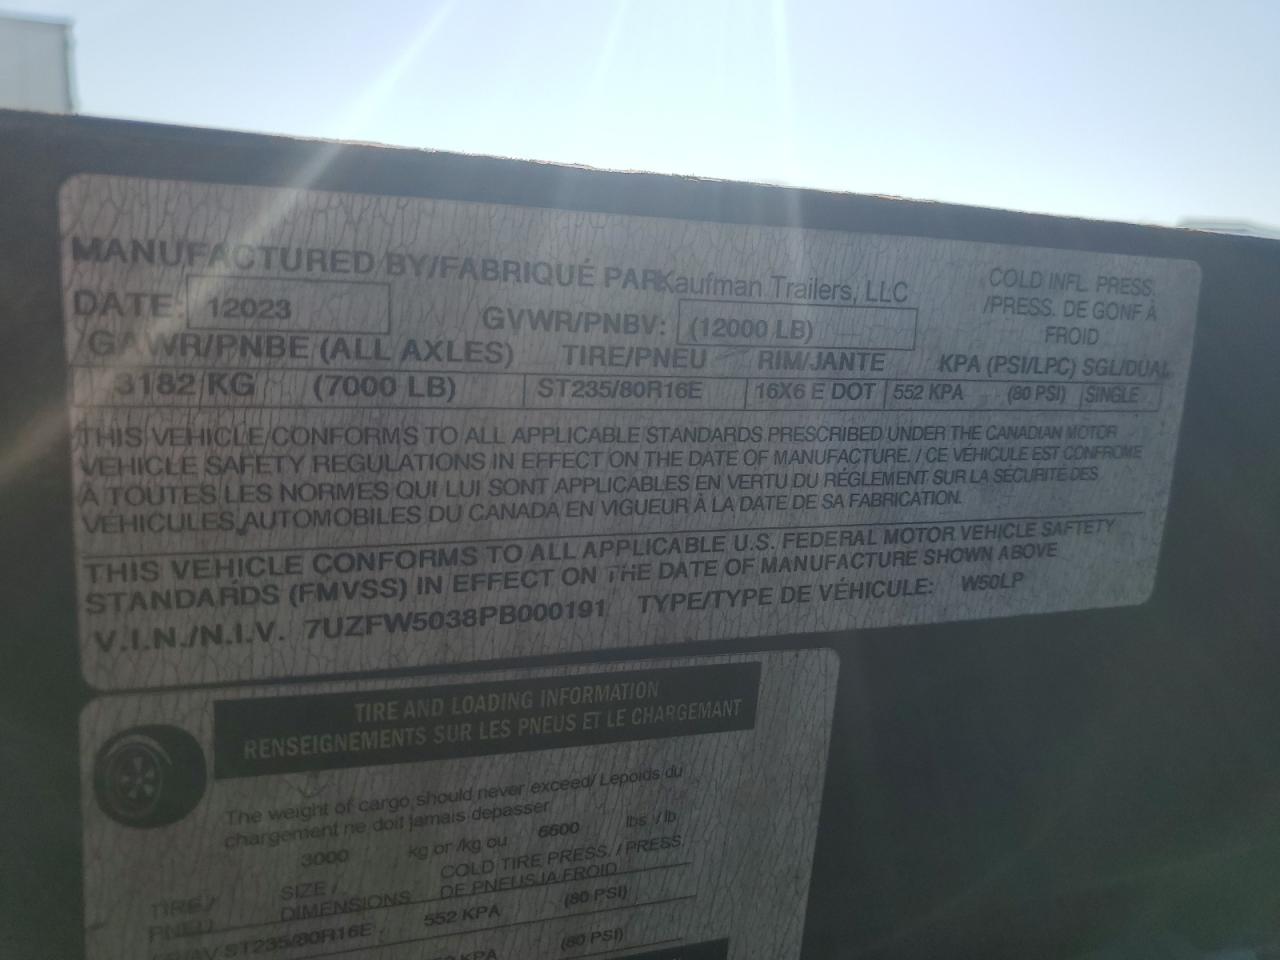 MANUFACTURED BY/FABRIQUÉ PAR Kaufman Trailers, LLC
COLD INFL. PRESS.
/PRESS. DE GONF À
FROID
DATE: 12023 GVWR/PNBV: (12000 LB)
GAWR/PNBE (ALL AXLES) TIRE/PNEU RIM/JANTE KPA (PSI/LPC) SGL/DUAL
3182 KG (7000 LB) ST235/80R16E 16X6 E DOT 552 KPA (80 PSI) SINGLE
THIS VEHICLE CONFORMS TO ALL APPLICABLE STANDARDS PRESCRIBED UNDER THE CANADIAN MOTOR
VEHICLE SAFETY REGULATIONS IN EFFECT ON THE DATE OF MANUFACTURE. / CE VÉHICULE EST CONFROME
À TOUTES LES NORMES QUI LUI SONT APPLICABLES EN VERTU DU RÉGLEMENT SUR LA SÉCURITÉ DES
VÉHICULES AUTOMOBILES DU CANADA EN VIGUEUR À LA DATE DE SA FABRICATION.
THIS VEHICLE CONFORMS TO ALL APPLICABLE U.S. FEDERAL MOTOR VEHICLE SAFTETY
STANDARDS (FMVSS) IN EFFECT ON THE DATE OF MANUFACTURE SHOWN ABOVE
V.I.N./N.I.V. 7UZFW5038PB000191 TYPE/TYPE DE VÉHICULE: W50LP
TIRE AND LOADING INFORMATION
RENSEIGNEMENTS SUR LES PNEUS ET LE CHARGEMANT
The weight of cargo should never exceed/ Lepoids du
chargement ne doit jamais depasser
3000 kg or /kg ou 6600 lbs / lb
TIRE/
PNEU
SIZE /
DIMENSIONS
COLD TIRE PRESS. / PRESS.
DE PNEUS JA FROID
ST235/80R16E 552 KPA (80 PSI)
KPA (80 PSI)